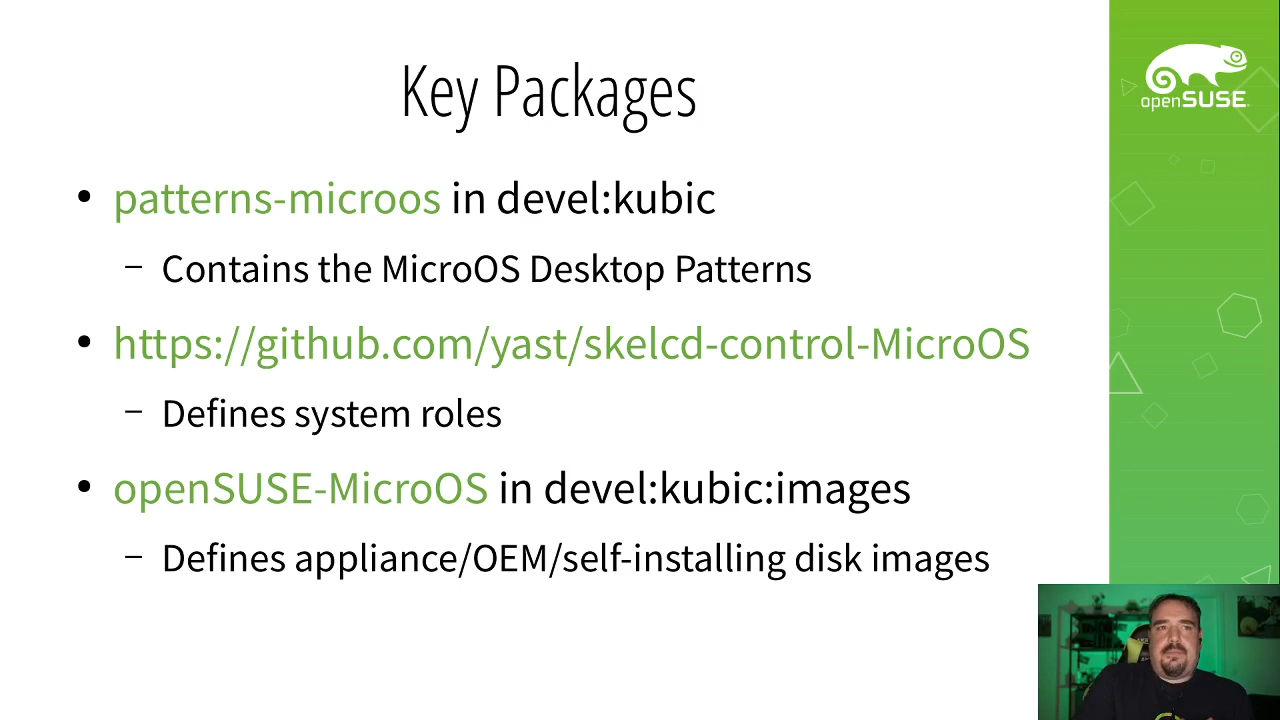 Key Packages
openSUSE
• patterns-microos in devel:kubic
– Contains the MicroOS Desktop Patterns
• https://github.com/yast/skelcd-control-MicroOS
– Defines system roles
• openSUSE-MicroOS in devel:kubic:images
– Defines appliance/OEM/self-installing disk images